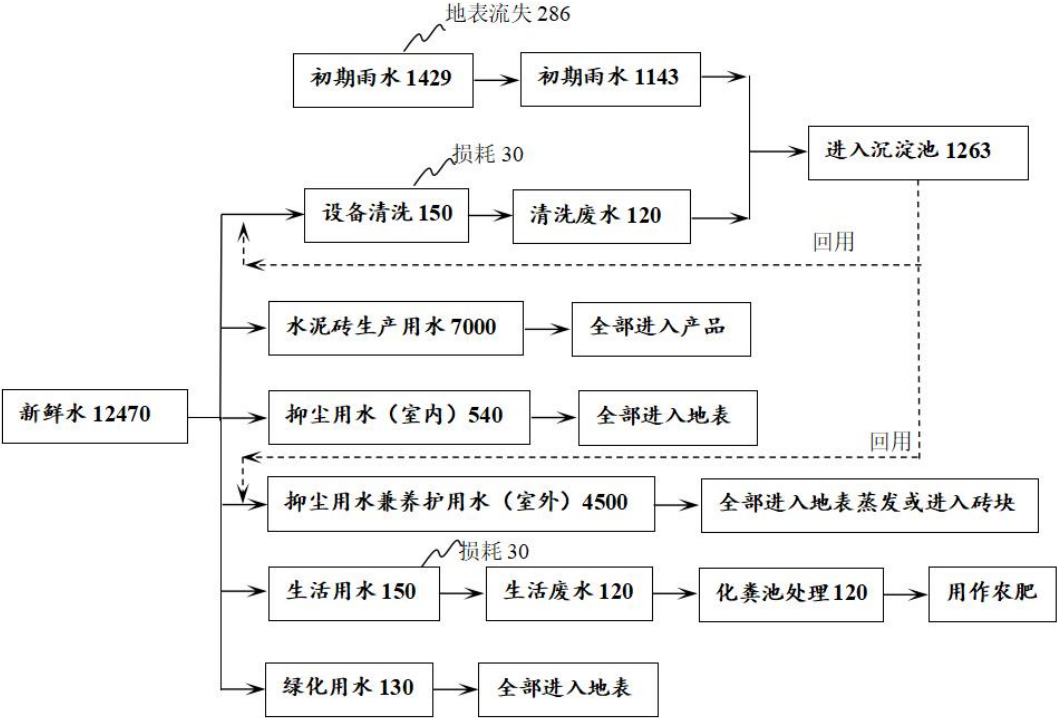 地表流失 286
初期雨水 1429
初期雨水 1143
进入沉淀池 1263
损耗 30
设备清洗 150
清洗废水 120
回用
水泥砖生产用水 7000
全部进入产品
新鲜水 12470
抑尘用水（室内）540
全部进入地表
回用
抑尘用水兼养护用水（室外）4500
全部进入地表蒸发或进入砖块
损耗 30
生活用水 150
生活废水 120
化粪池处理 120
用作农肥
绿化用水 130
全部进入地表